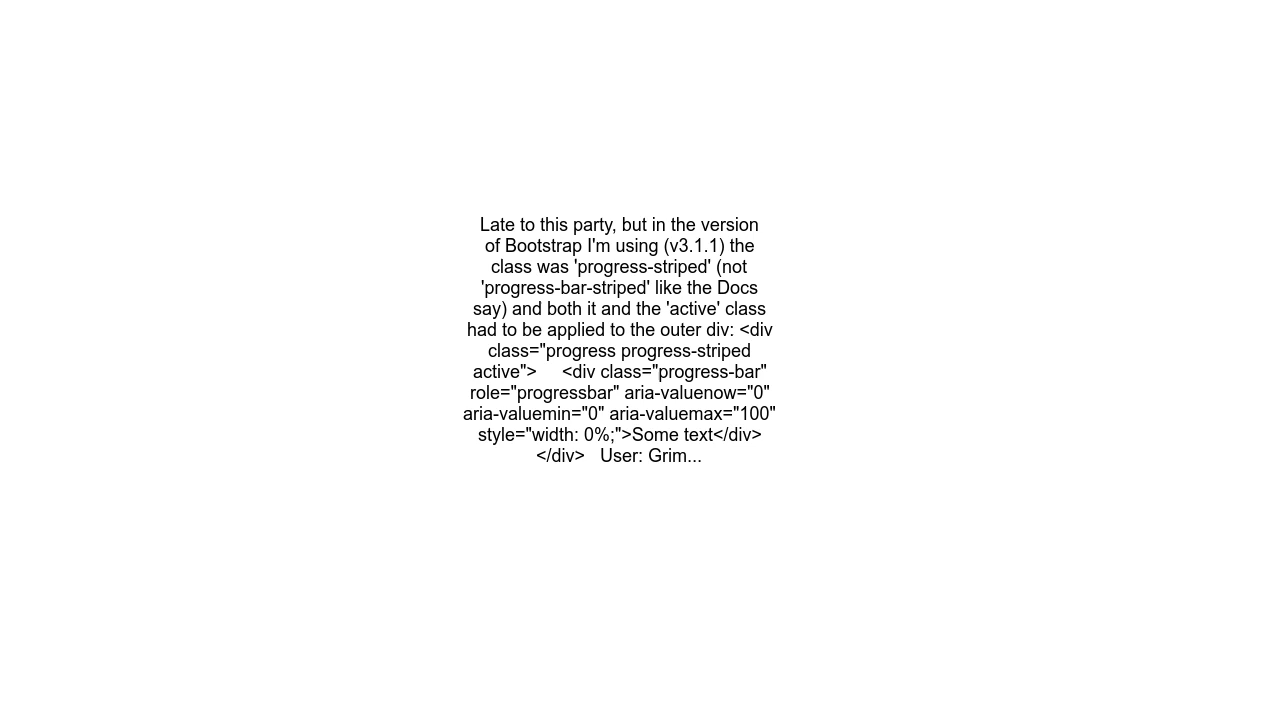 Late to this party, but in the version
of Bootstrap I'm using (v3.1.1) the
class was 'progress-striped' (not
'progress-bar-striped' like the Docs
say) and both it and the 'active' class
had to be applied to the outer div: <div
class="progress progress-striped
active">     <div class="progress-bar"
role="progressbar" aria-valuenow="0"
aria-valuemin="0" aria-valuemax="100"
style="width: 0%;">Some text</div>
</div>   User: Grim...